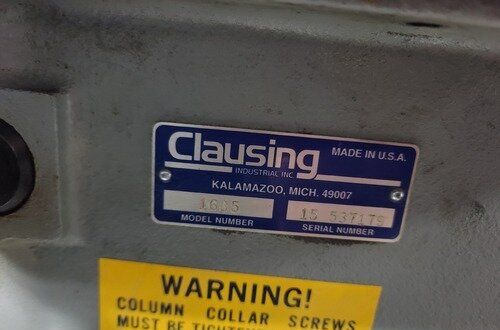 Clausing
INDUSTRIAL INC.
MADE IN U.S.A.
KALAMAZOO, MICH. 49007
MODEL NUMBER
SERIAL NUMBER
WARNING!
COLUMN COLLAR SCREWS
MUST BE